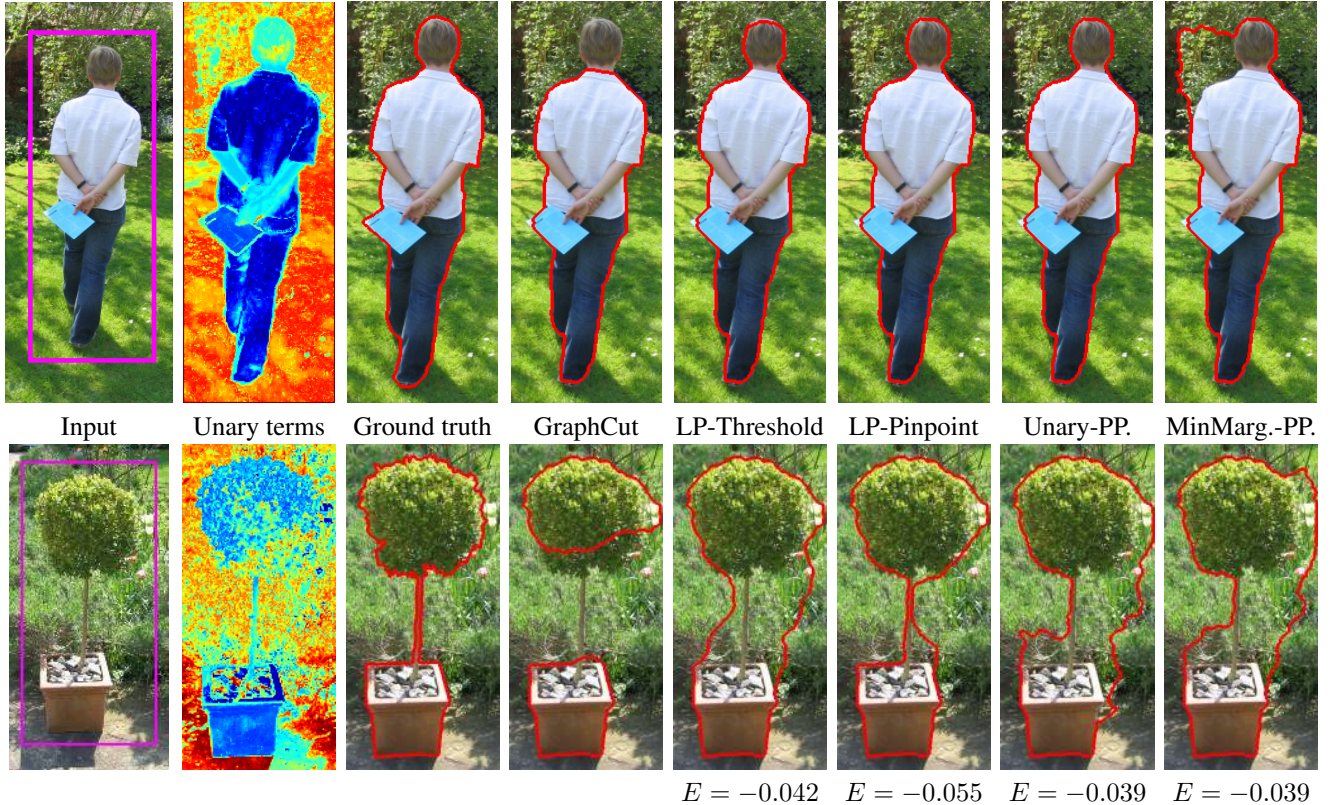 Input Unary terms Ground truth GraphCut LP-Threshold LP-Pinpoint Unary-PP. MinMarg.-PP.
E = −0.042 E = −0.055 E = −0.039 E = −0.039